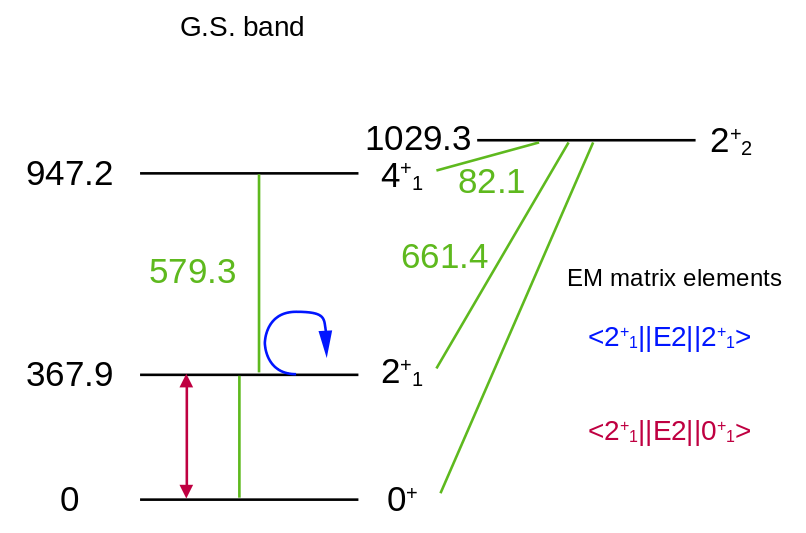 G.S. band
1029.3 2⁺₂
947.2 4⁺₁
82.1
579.3 661.4
EM matrix elements
<2⁺₁||E2||2⁺₁>
367.9 2⁺₁
<2⁺₁||E2||0⁺₁>
0 0⁺